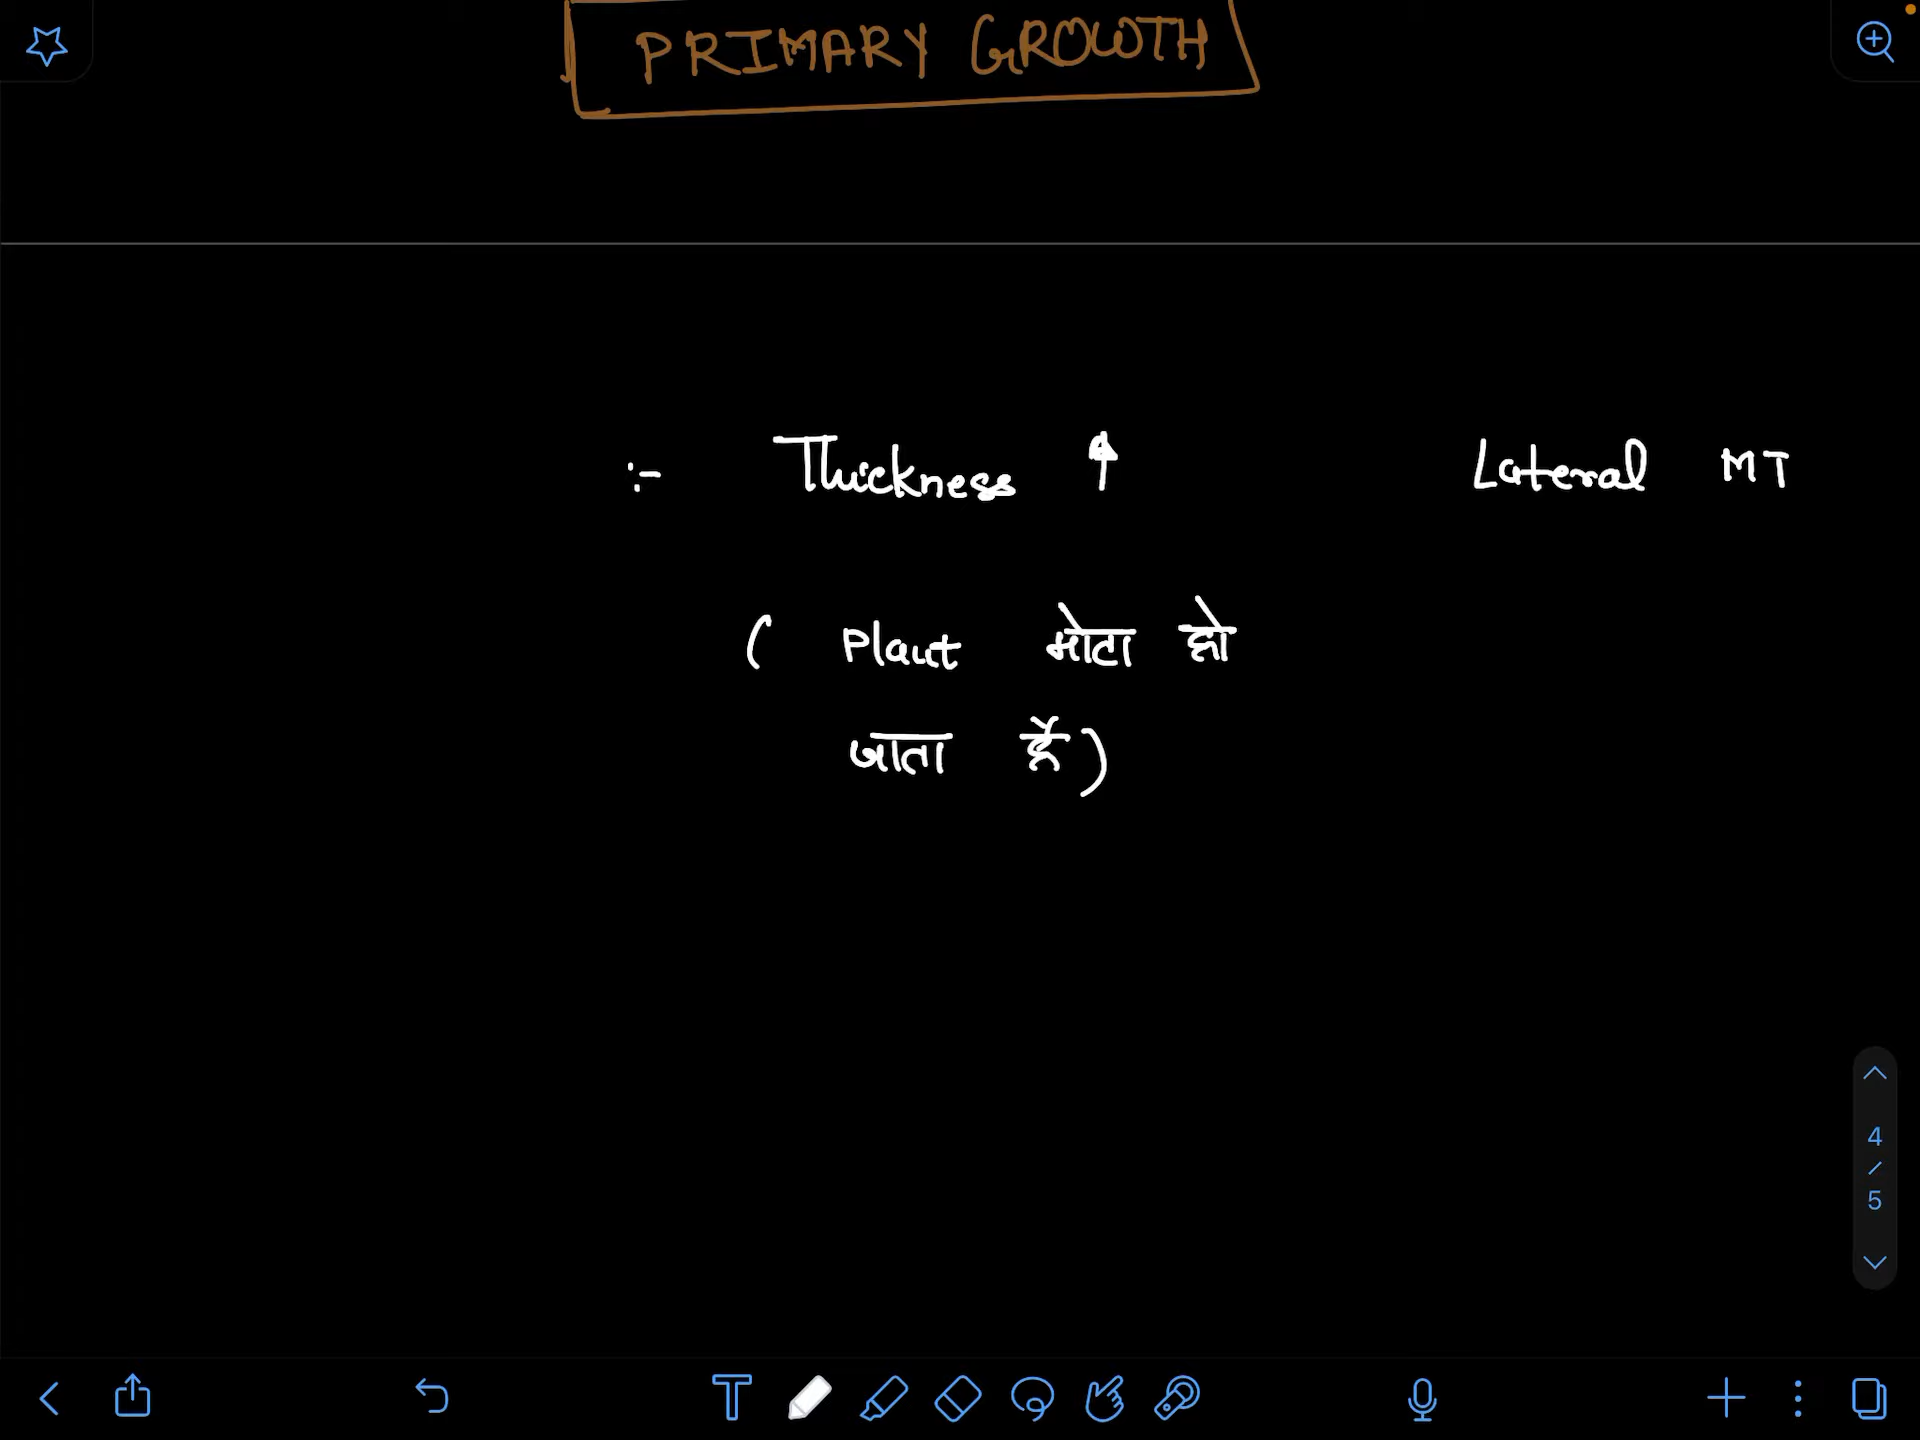 PRIMARY GROWTH
:- Thickness ↑ Lateral MT
( Plant मोटा हो
जाता है)
4
/
5